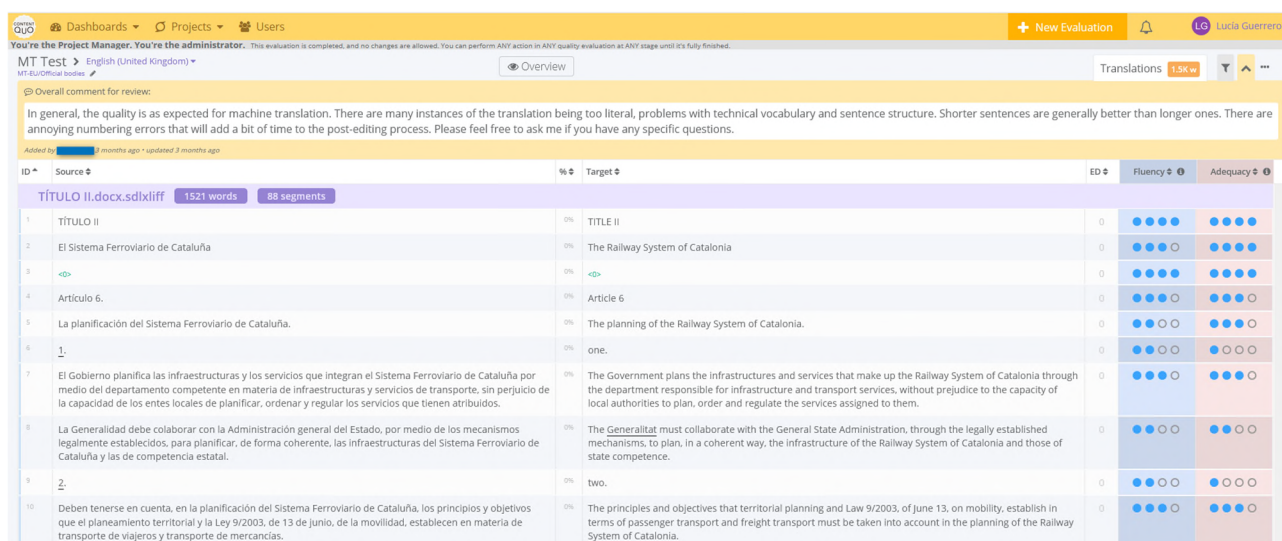 CONTENT QUO Dashboards Projects Users + New Evaluation LG Lucía Guerrero
You're the Project Manager. You're the administrator. This evaluation is completed, and no changes are allowed. You can perform ANY action in ANY quality evaluation at ANY stage until it's fully finished.
MT Test > English (United Kingdom)
MT-EU/Official bodies
Overview
Translations 1.5K w ...
Overall comment for review:
In general, the quality is as expected for machine translation. There are many instances of the translation being too literal, problems with technical vocabulary and sentence structure. Shorter sentences are generally better than longer ones. There are
annoying numbering errors that will add a bit of time to the post-editing process. Please feel free to ask me if you have any specific questions.
Added by 3 months ago • updated 3 months ago
ID Source % Target ED Fluency Adequacy
TÍTULO II.docx.sdlxliff 1521 words 88 segments
1 TÍTULO II 0% TITLE II 0
2 El Sistema Ferroviario de Cataluña 0% The Railway System of Catalonia 0
3 <0> 0% <0> 0
4 Artículo 6. 0% Article 6 0
5 La planificación del Sistema Ferroviario de Cataluña. 0% The planning of the Railway System of Catalonia. 0
6 1. 0% one. 0
7 El Gobierno planifica las infraestructuras y los servicios que integran el Sistema Ferroviario de Cataluña por 0% The Government plans the infrastructures and services that make up the Railway System of Catalonia through 0
medio del departamento competente en materia de infraestructuras y servicios de transporte, sin perjuicio de the department responsible for infrastructure and transport services, without prejudice to the capacity of
la capacidad de los entes locales de planificar, ordenar y regular los servicios que tienen atribuidos. local authorities to plan, order and regulate the services assigned to them.
8 La Generalidad debe colaborar con la Administración general del Estado, por medio de los mecanismos 0% The Generalitat must collaborate with the General State Administration, through the legally established 0
legalmente establecidos, para planificar, de forma coherente, las infraestructuras del Sistema Ferroviario de mechanisms, to plan, in a coherent way, the infrastructure of the Railway System of Catalonia and those of
Cataluña y las de competencia estatal. state competence.
9 2. 0% two. 0
10 Deben tenerse en cuenta, en la planificación del Sistema Ferroviario de Cataluña, los principios y objetivos 0% The principles and objectives that territorial planning and Law 9/2003, of June 13, on mobility, establish in 0
que el planeamiento territorial y la Ley 9/2003, de 13 de junio, de la movilidad, establecen en materia de terms of passenger transport and freight transport must be taken into account in the planning of the Railway
transporte de viajeros y transporte de mercancías. System of Catalonia.